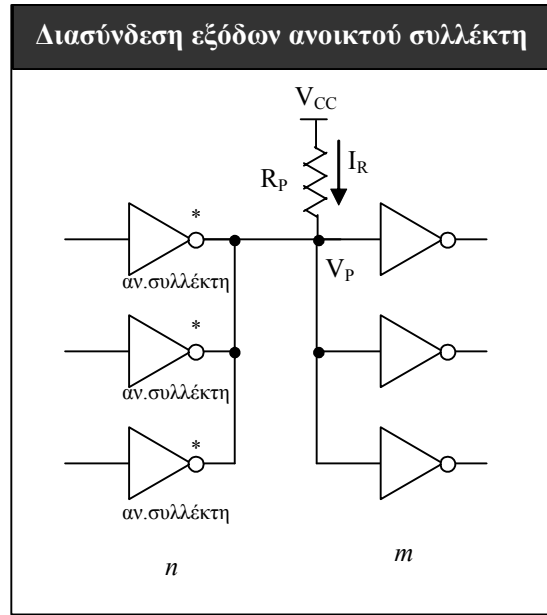 Διασύνδεση εξόδων ανοικτού συλλέκτη
V_CC
I_R
R_P
*
αν.συλλέκτη
V_P
*
αν.συλλέκτη
*
αν.συλλέκτη
n
m